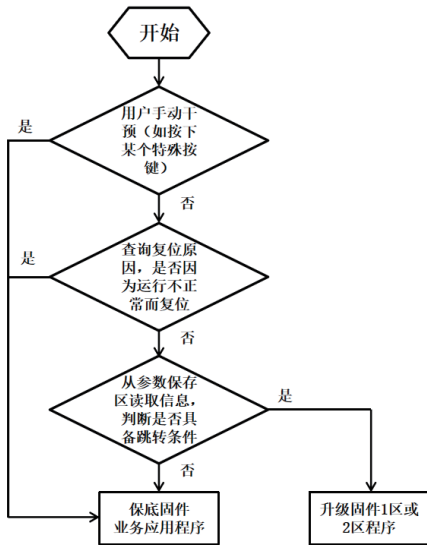 开始
用户手动干
预（如按下
某个特殊按
键）
是
否
查询复位原
因，是否因
为运行不正
常而复位
是
否
从参数保存
区读取信息，
判断是否具
备跳转条件
是
否
保底固件
业务应用程序
升级固件1区或
2区程序